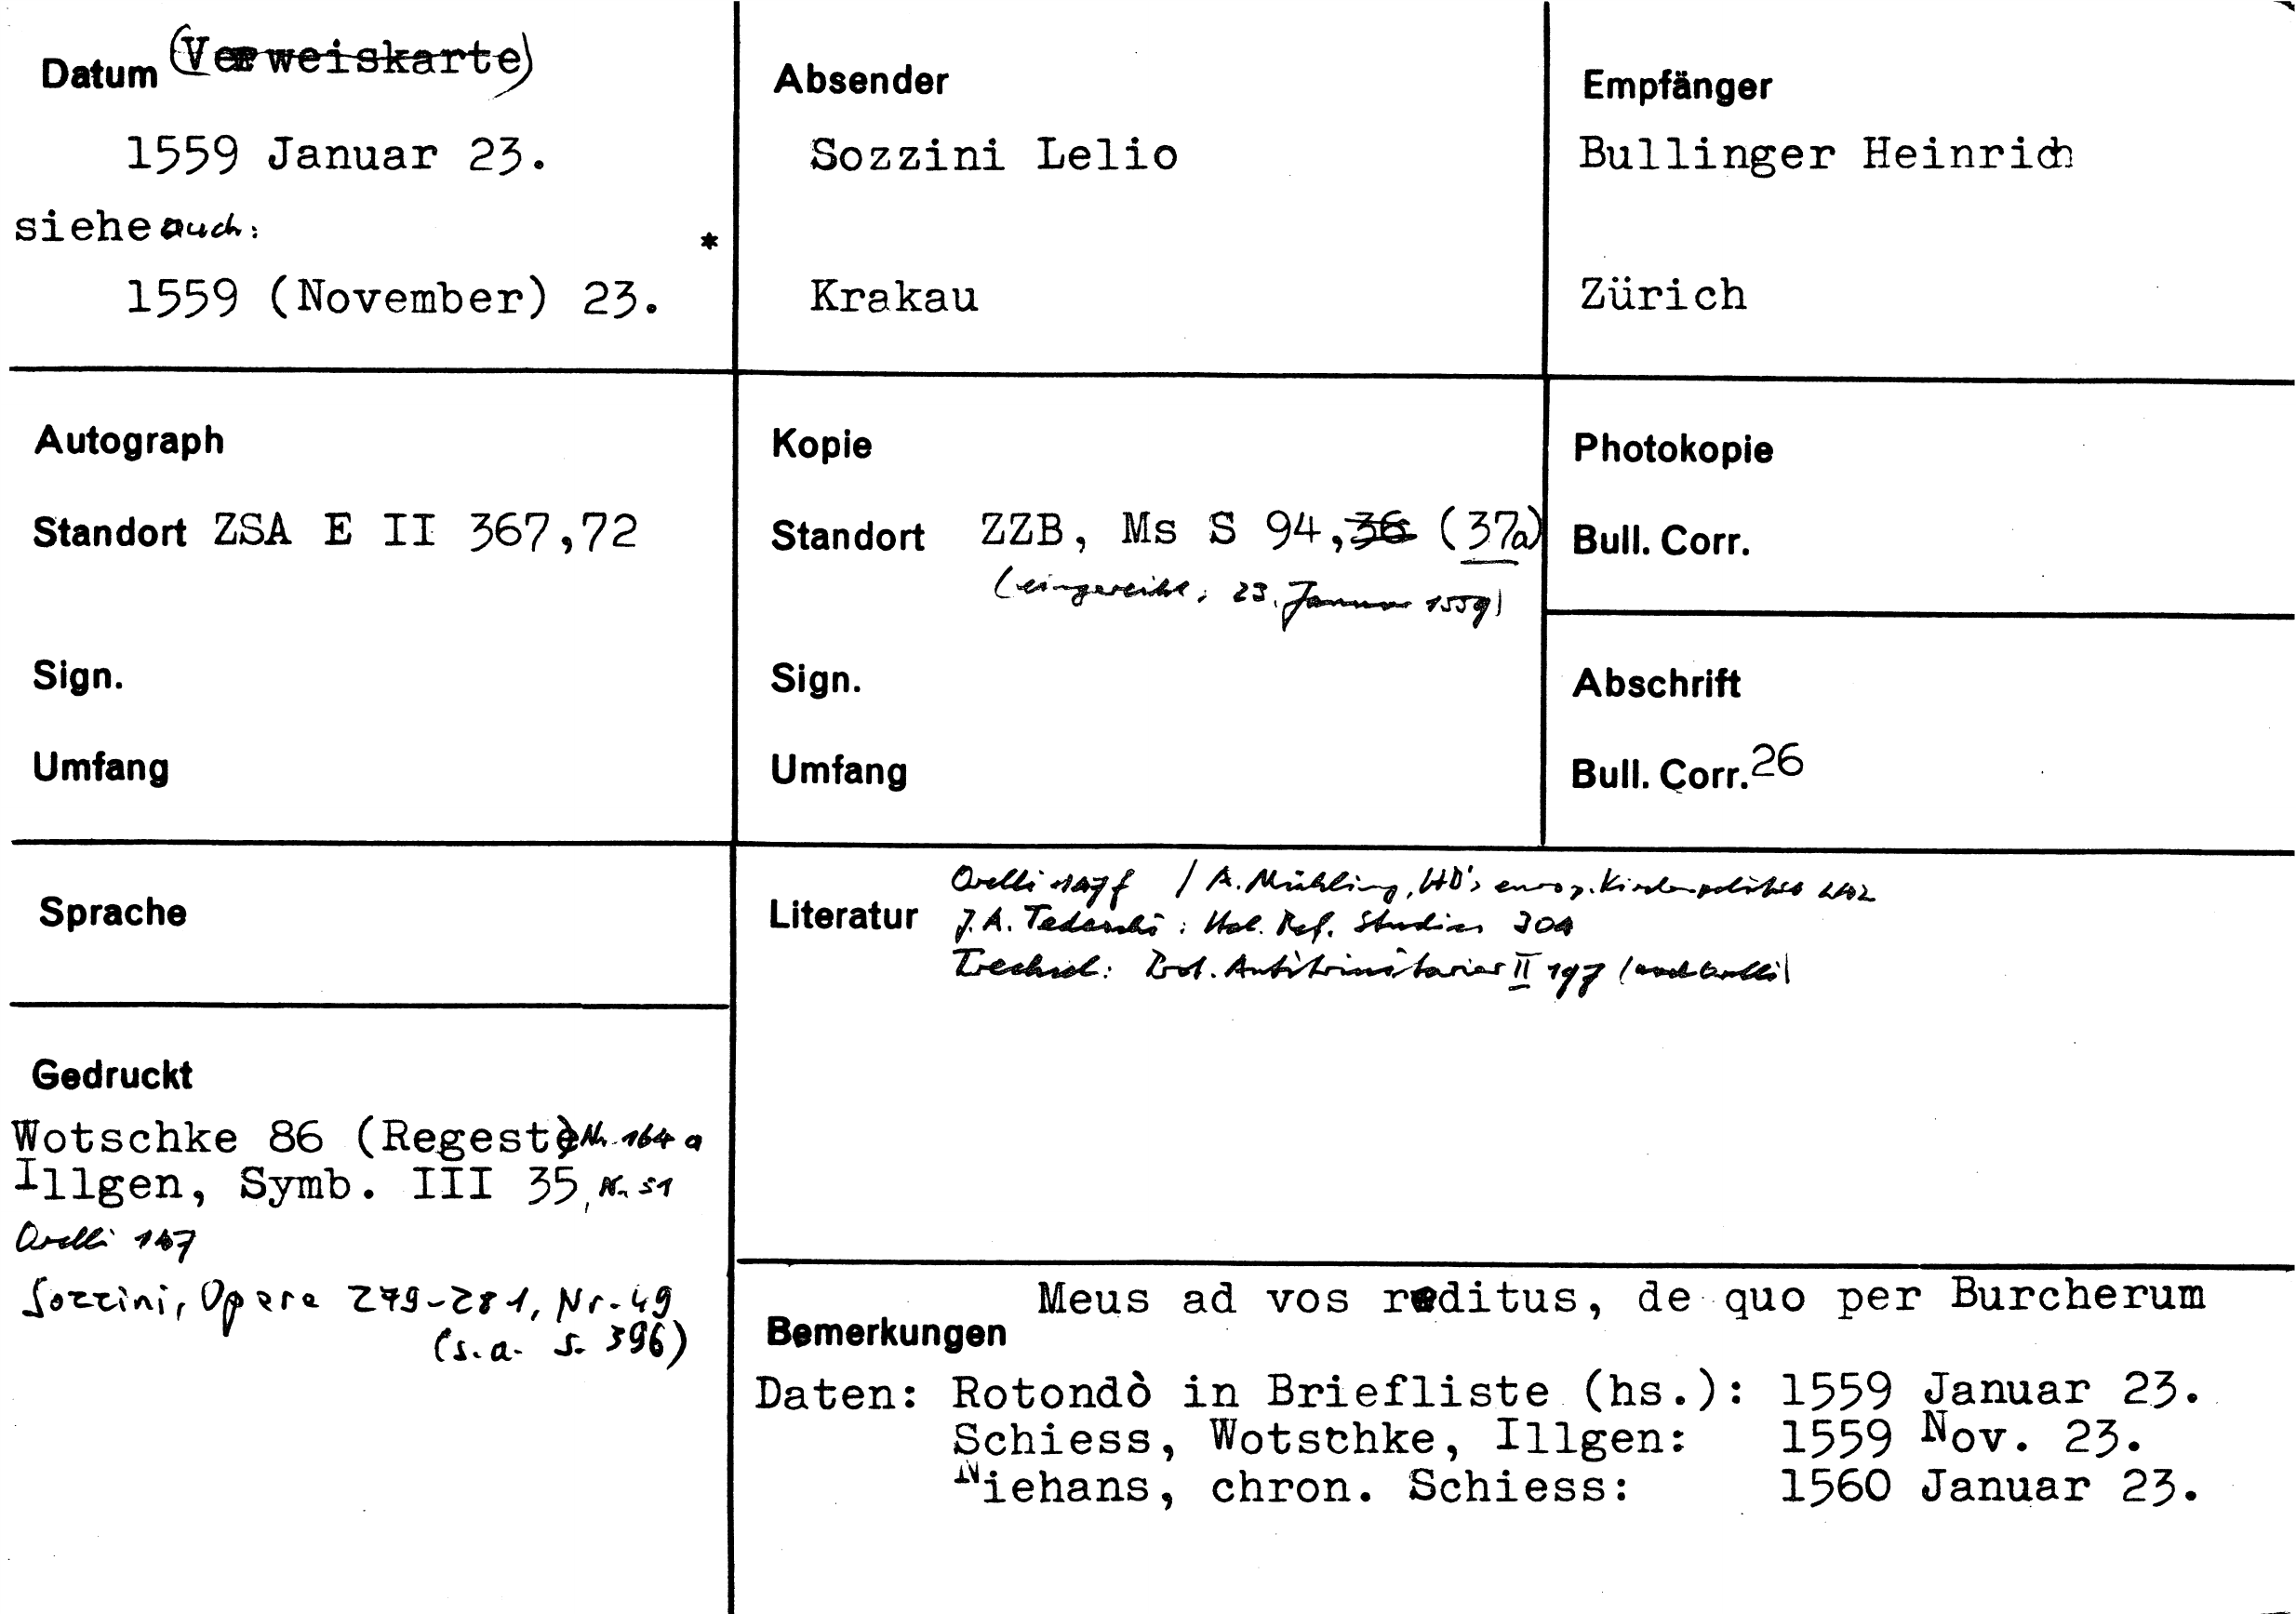 Datum (Verweiskarte)
1559 Januar 23.
siehe auch:
*
1559 (November) 23.
Absender
Sozzini Lelio
Krakau
Empfänger
Bullinger Heinrich
Zürich
Autograph
Standort ZSA E II 367,72
Sign.
Umfang
Kopie
Standort ZZB, Ms S 94,36 (37a)
(eingereiht: 23. Januar 1559)
Sign.
Umfang
Photokopie
Bull. Corr.
Abschrift
Bull. Corr. 26
Sprache
Gedruckt
Wotschke 86 (Regest) Nr. 164 a
Illgen, Symb. III 35, Nr. 51
Orelli 147
Sozzini, Opere 279-281, Nr. 49
(s.a. S. 396)
Literatur
Orelli 147f / A. Mühling, europ. Kirchenpolitik
J.A. Tedeschi: Ital. Ref. Studies 301
Trechsel: Prot. Antitrinitarier II 197 (nach Orelli)
Bemerkungen
Meus ad vos reditus, de quo per Burcherum
Daten: Rotondò in Briefliste (hs.): 1559 Januar 23.
Schiess, Wotschke, Illgen: 1559 Nov. 23.
Niehans, chron. Schiess: 1560 Januar 23.